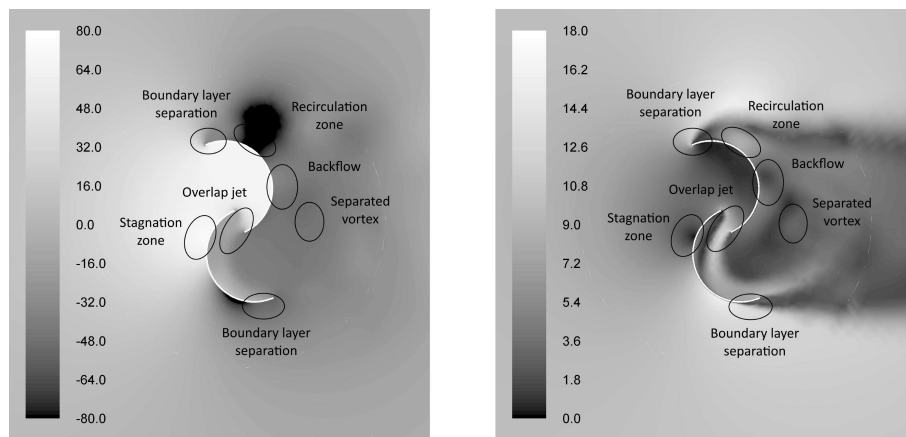 80.0
64.0
48.0
32.0
16.0
0.0
-16.0
-32.0
-48.0
-64.0
-80.0
Boundary layer
separation
Recirculation
zone
Backflow
Overlap jet
Separated
vortex
Stagnation
zone
Boundary layer
separation
18.0
16.2
14.4
12.6
10.8
9.0
7.2
5.4
3.6
1.8
0.0
Boundary layer
separation
Recirculation
zone
Backflow
Overlap jet
Separated
vortex
Stagnation
zone
Boundary layer
separation